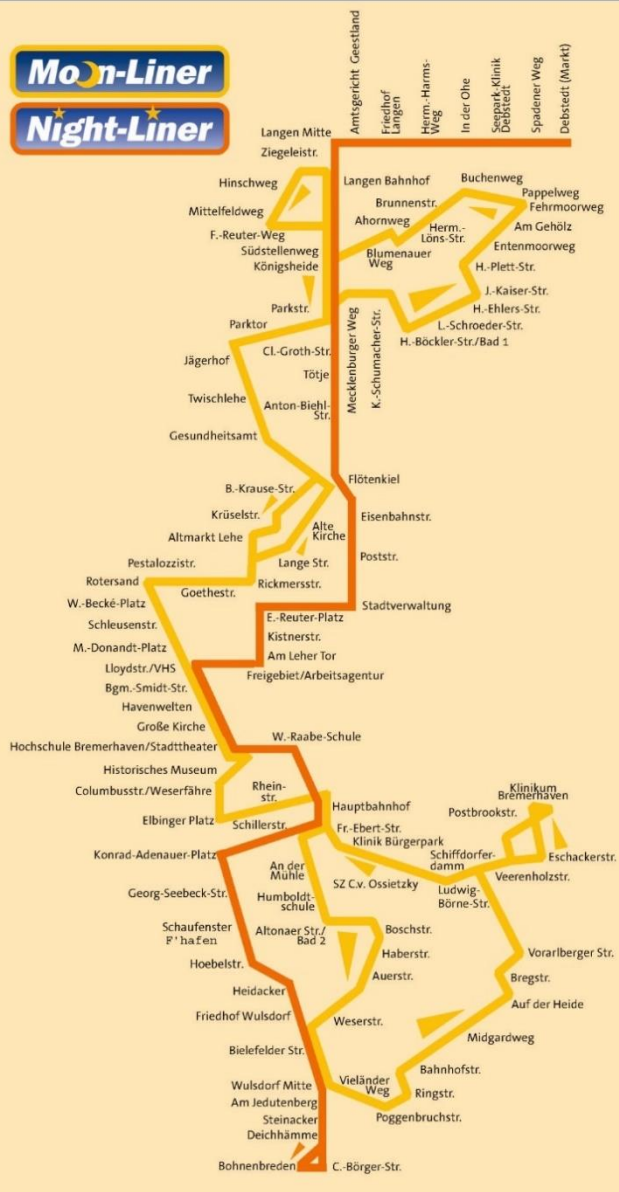 Moon-Liner
Night-Liner
Amtsgericht Geestland
Friedhof
Langen
Herm.-Harms-
Weg
In der Ohe
Seepark-Klinik
Debstedt
Spadener Weg
Debstedt (Markt)
Langen Mitte
Ziegeleistr.
Hinschweg
Mittelfeldweg
F.-Reuter-Weg
Südstellenweg
Königsheide
Parkstr.
Parktor
Langen Bahnhof
Brunnenstr.
Ahornweg
Blumenauer
Weg
Herm.-
Löns-Str.
Buchenweg
Pappelweg
Fehrmoorweg
Am Gehölz
Entenmoorweg
H.-Plett-Str.
J.-Kaiser-Str.
H.-Ehlers-Str.
L.-Schroeder-Str.
H.-Böckler-Str./Bad 1
Mecklenburger Weg
K.-Schumacher-Str.
Cl.-Groth-Str.
Tötje
Anton-Biehl-
Str.
Jägerhof
Twischlehe
Gesundheitsamt
Flötenkiel
Eisenbahnstr.
Poststr.
Stadtverwaltung
B.-Krause-Str.
Krüselstr.
Altmarkt Lehe
Alte
Kirche
Lange Str.
Pestalozzistr.
Rotersand
Goethestr.
Rickmersstr.
W.-Becké-Platz
Schleusenstr.
M.-Donandt-Platz
Lloydstr./VHS
Bgm.-Smidt-Str.
Havenwelten
Große Kirche
Hochschule Bremerhaven/Stadttheater
E.-Reuter-Platz
Kistnerstr.
Am Leher Tor
Freigebiet/Arbeitsagentur
W.-Raabe-Schule
Historisches Museum
Columbusstr./Weserfähre
Elbinger Platz
Rhein-
str.
Schillerstr.
Hauptbahnhof
Fr.-Ebert-Str.
Klinik Bürgerpark
Klinikum
Bremerhaven
Postbrookstr.
Schiffdorfer-
damm
Eschackerstr.
Veerenholzstr.
SZ C.v. Ossietzky
Ludwig-
Börne-Str.
Konrad-Adenauer-Platz
Georg-Seebeck-Str.
Schaufenster
F'hafen
Hoebelstr.
Heidacker
Friedhof Wulsdorf
Bielefelder Str.
An der
Mühle
Humboldt-
schule
Altonaer Str./
Bad 2
Boschstr.
Haberstr.
Auerstr.
Weserstr.
Vorarlberger Str.
Bregstr.
Auf der Heide
Midgardweg
Bahnhofstr.
Ringstr.
Poggenbruchstr.
Vieländer
Weg
Wulsdorf Mitte
Am Jedutenberg
Steinacker
Deichhämme
Bohnenbreden
C.-Börger-Str.